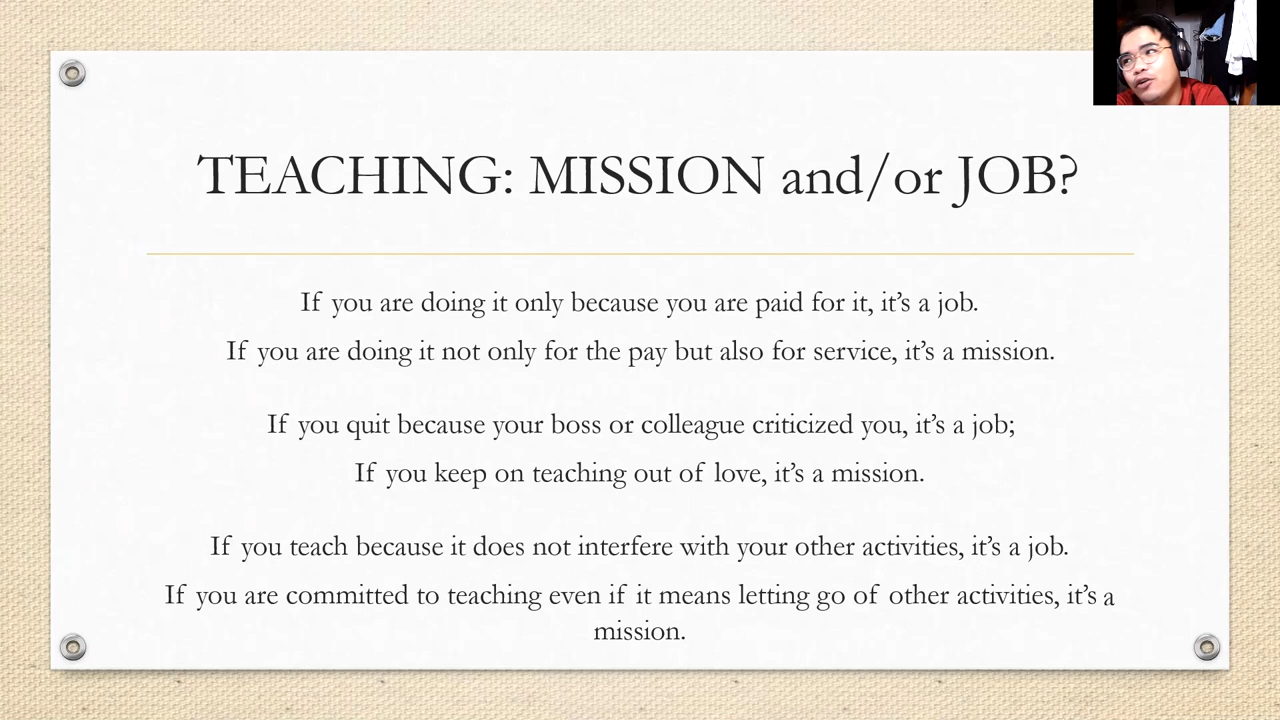 TEACHING: MISSION and/or JOB?
If you are doing it only because you are paid for it, it’s a job.
If you are doing it not only for the pay but also for service, it’s a mission.
If you quit because your boss or colleague criticized you, it’s a job;
If you keep on teaching out of love, it’s a mission.
If you teach because it does not interfere with your other activities, it’s a job.
If you are committed to teaching even if it means letting go of other activities, it’s a
mission.